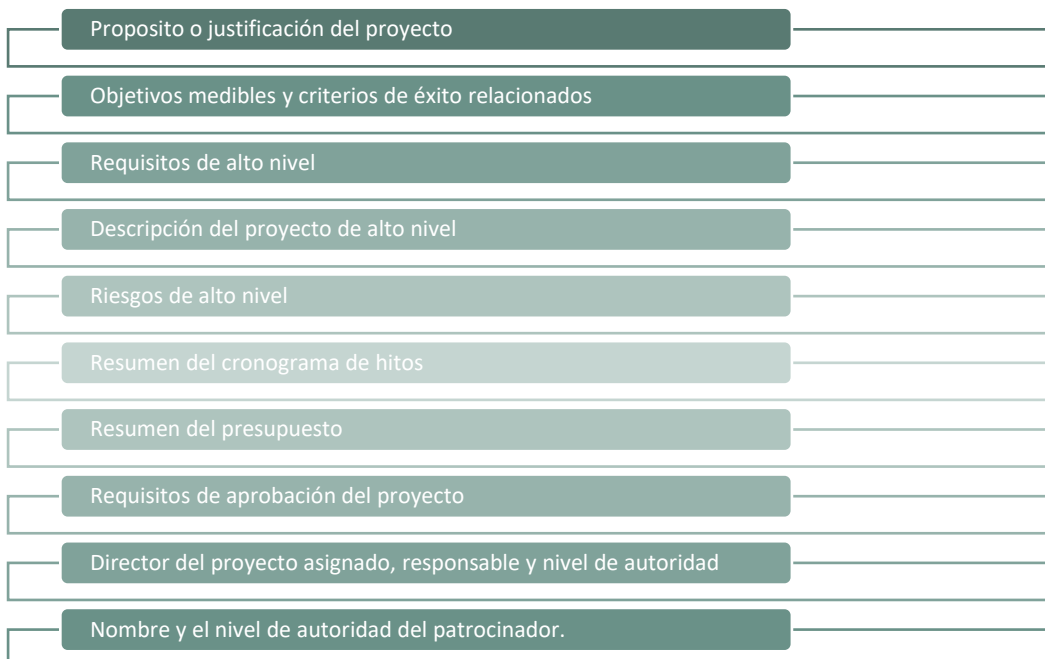 Proposito o justificación del proyecto
Objetivos medibles y criterios de éxito relacionados
Requisitos de alto nivel
Descripción del proyecto de alto nivel
Riesgos de alto nivel
Resumen del cronograma de hitos
Resumen del presupuesto
Requisitos de aprobación del proyecto
Director del proyecto asignado, responsable y nivel de autoridad
Nombre y el nivel de autoridad del patrocinador.